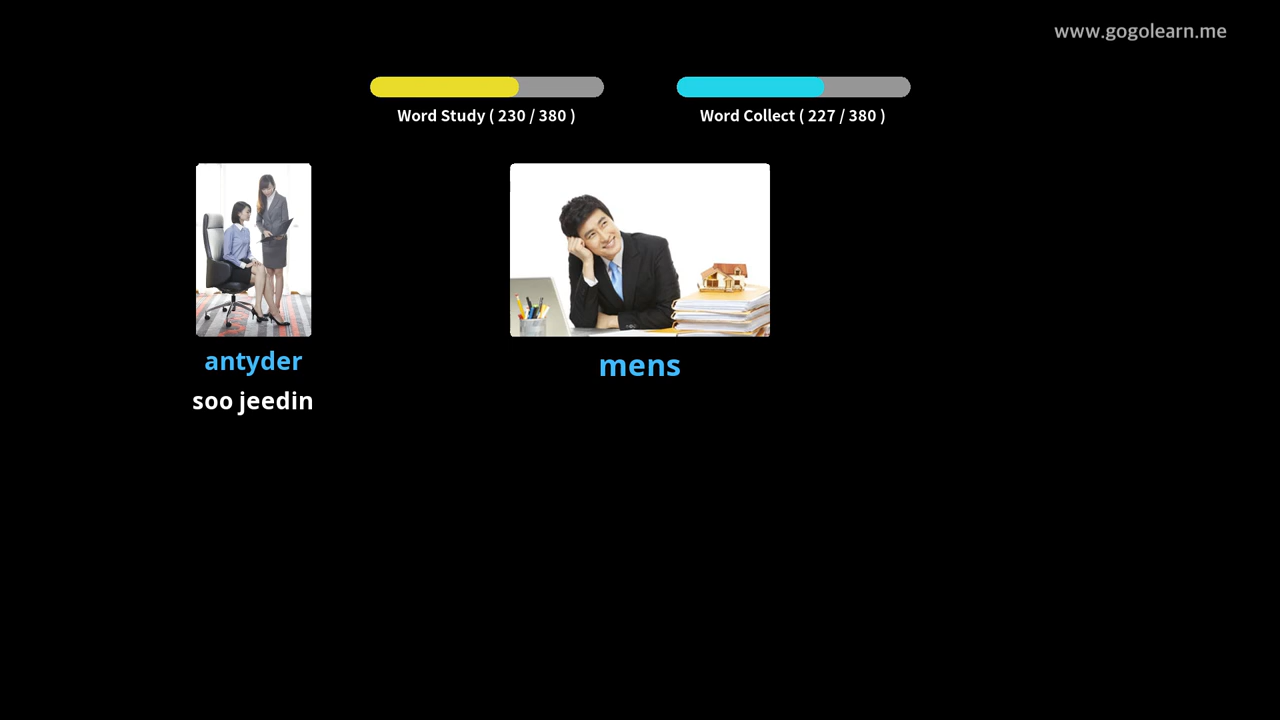 www.gogolearn.me
Word Study ( 230 / 380 )
Word Collect ( 227 / 380 )
antyder
soo jeedin
mens